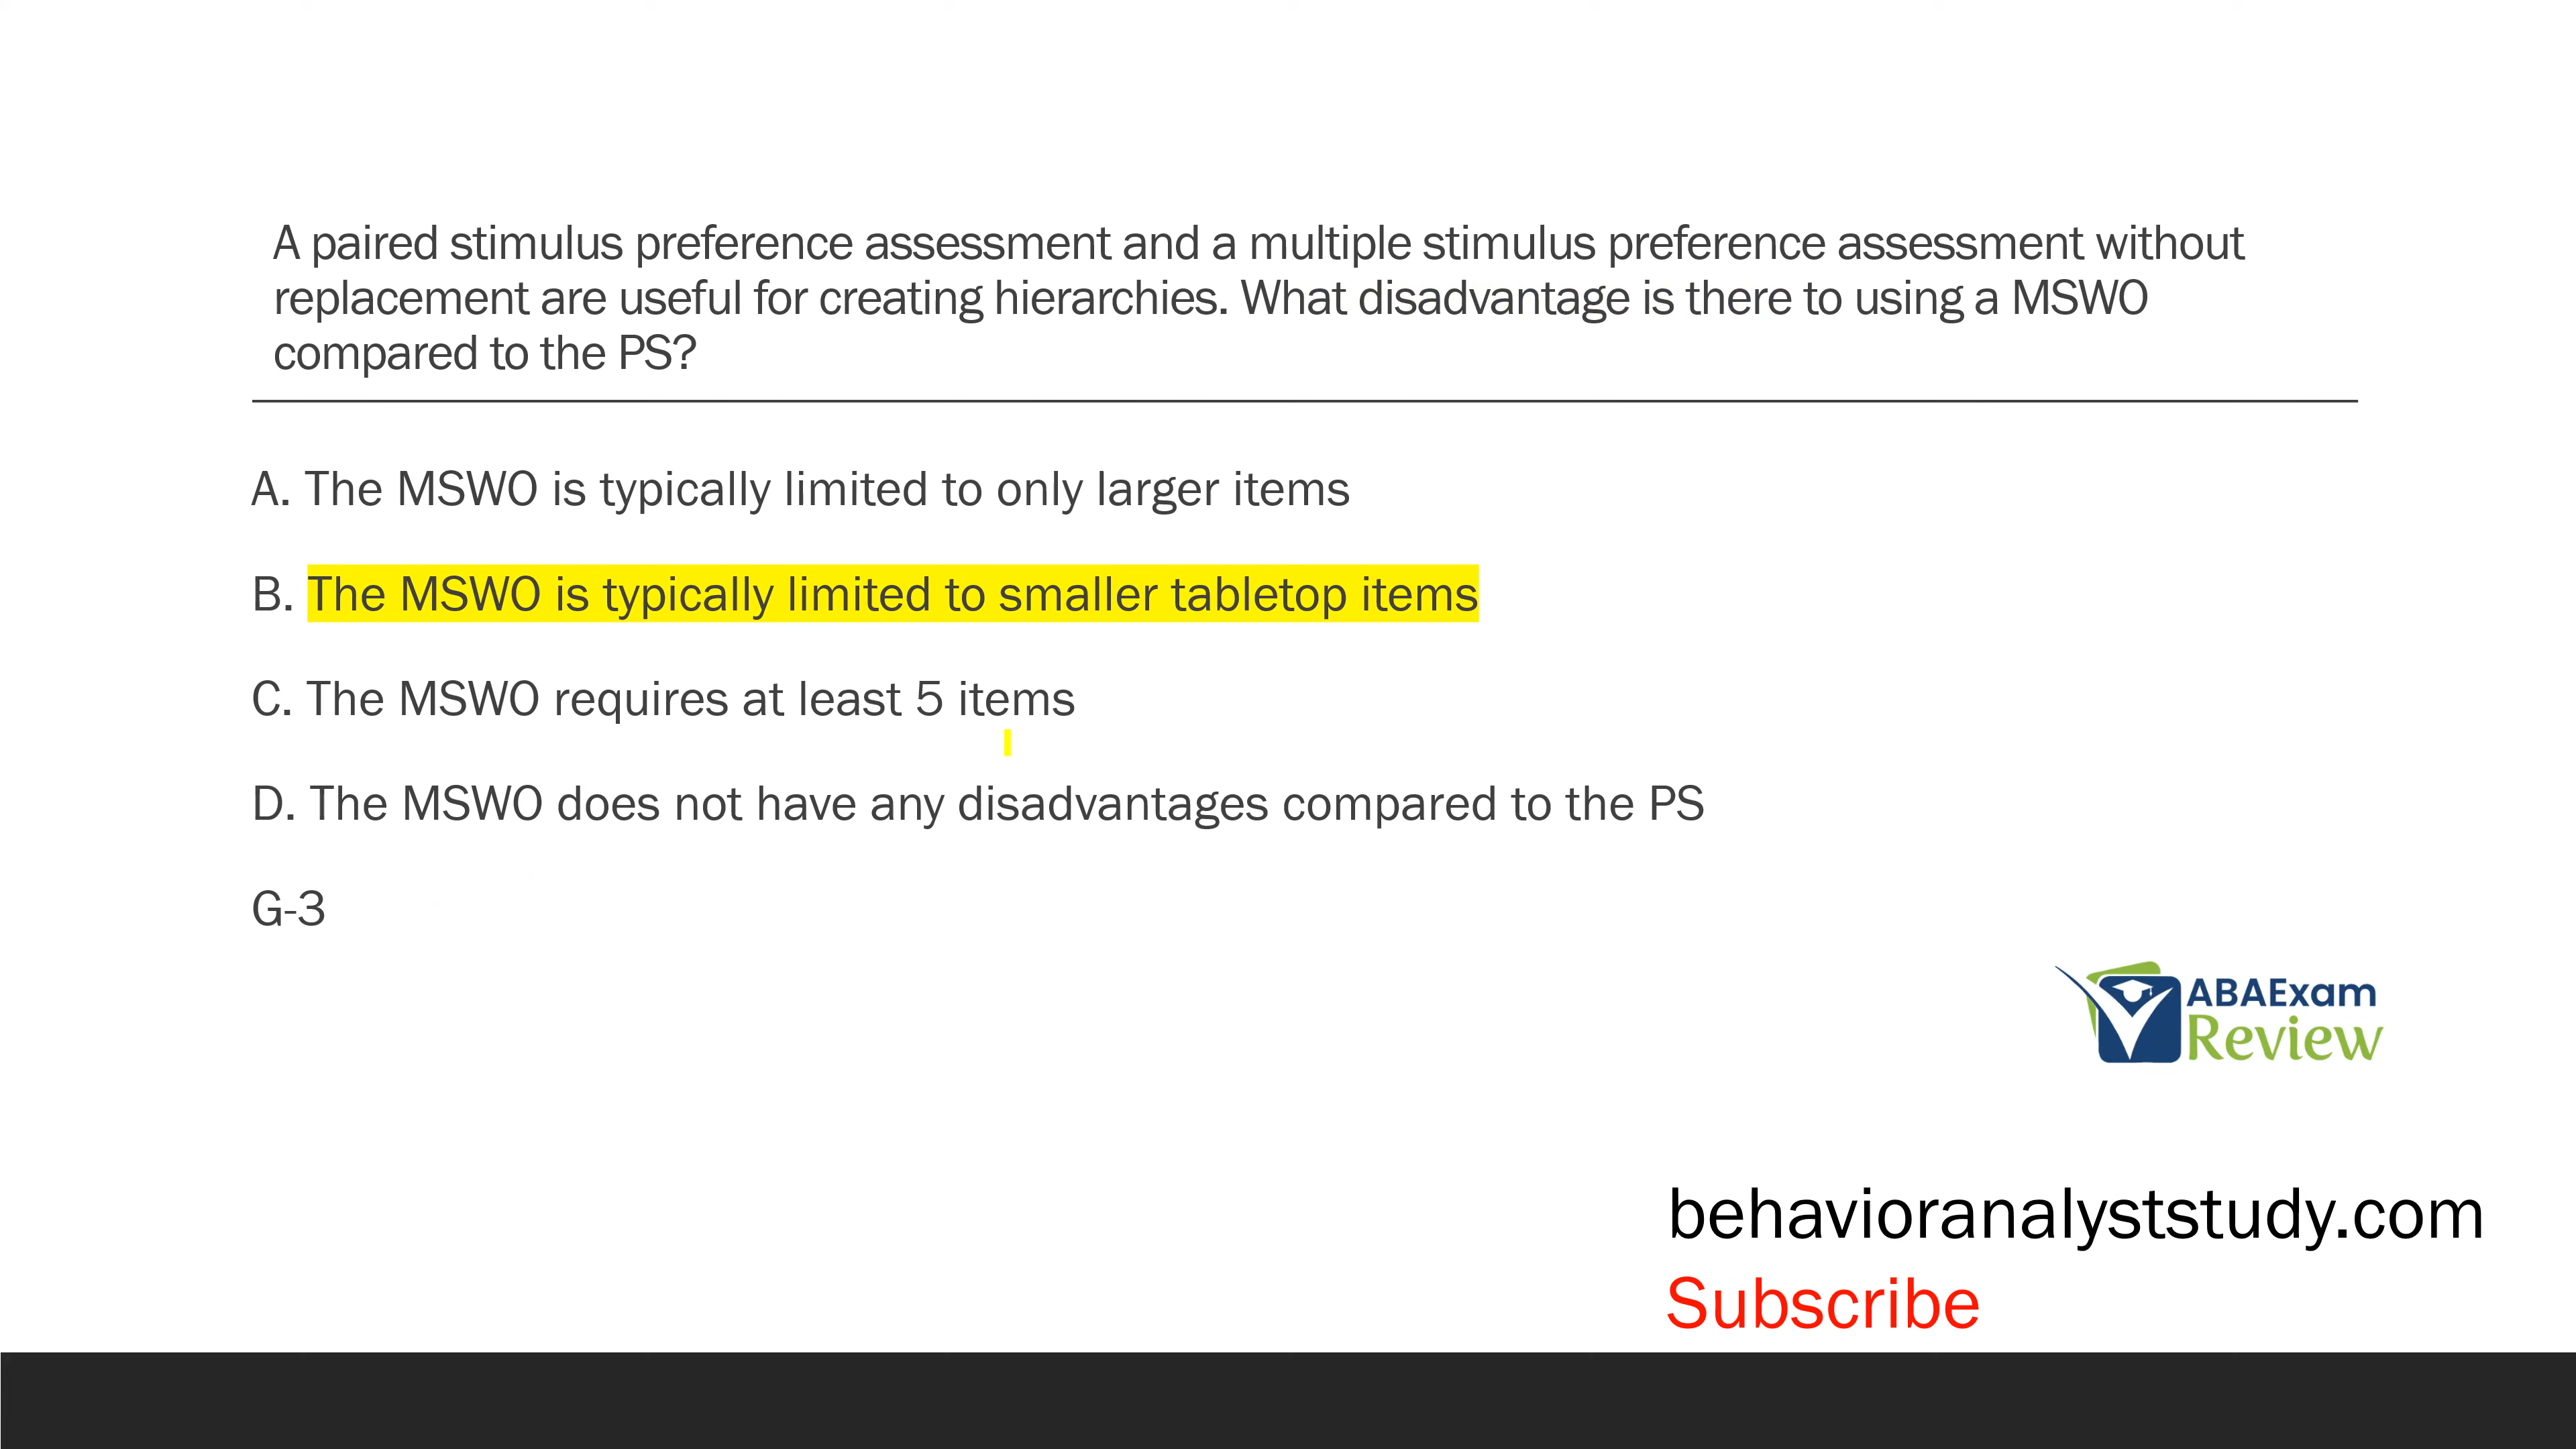 A paired stimulus preference assessment and a multiple stimulus preference assessment without
replacement are useful for creating hierarchies. What disadvantage is there to using a MSWO
compared to the PS?
A. The MSWO is typically limited to only larger items
B. The MSWO is typically limited to smaller tabletop items
C. The MSWO requires at least 5 items
D. The MSWO does not have any disadvantages compared to the PS
G-3
ABAExam
Review
behavioranalyststudy.com
Subscribe